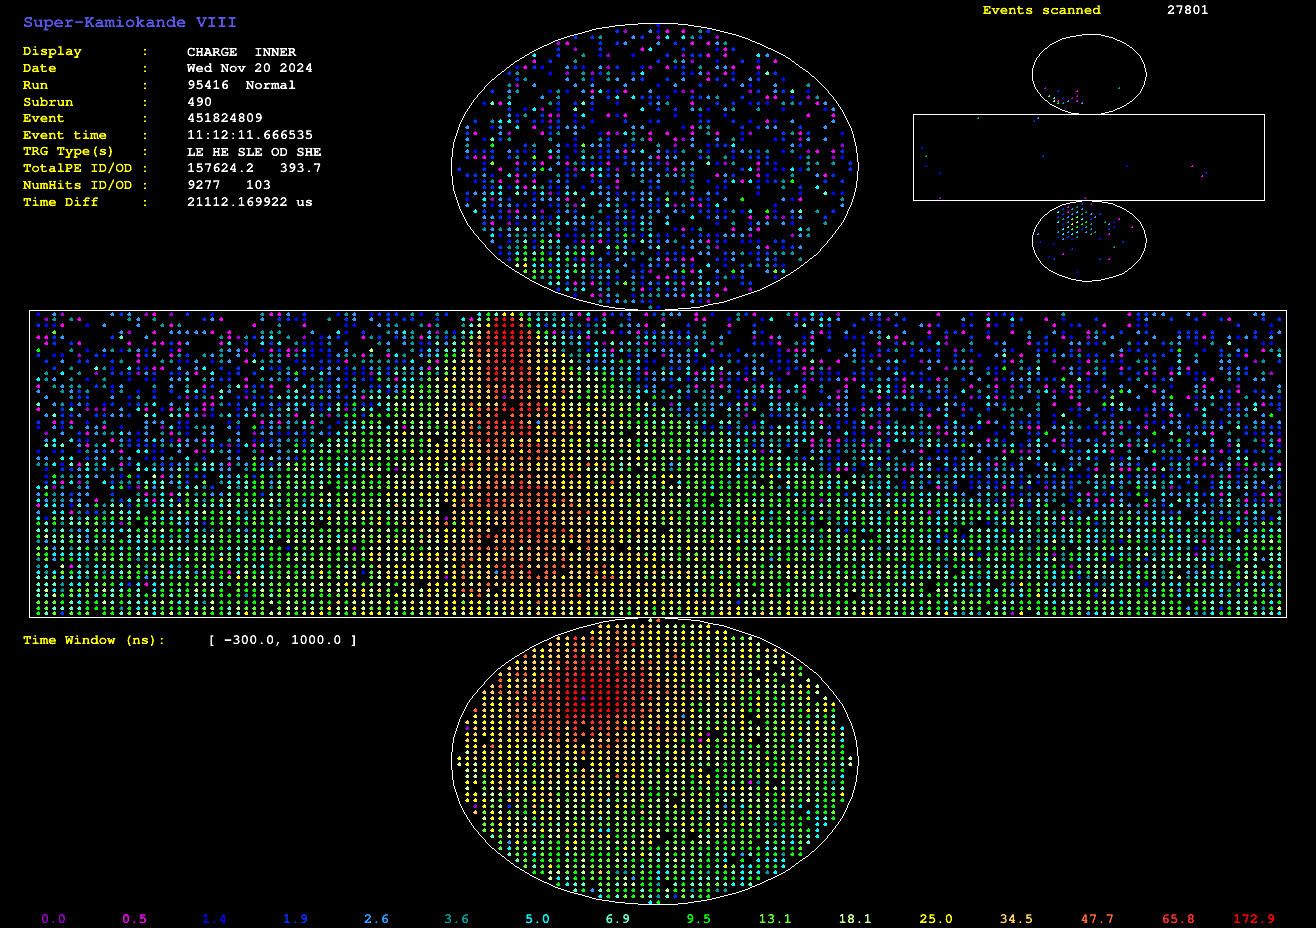 Super-Kamiokande VIII
Events scanned 27801
Display : CHARGE INNER
Date : Wed Nov 20 2024
Run : 95416 Normal
Subrun : 490
Event : 451824809
Event time : 11:12:11.666535
TRG Type(s) : LE HE SLE OD SHE
TotalPE ID/OD : 157624.2 393.7
NumHits ID/OD : 9277 103
Time Diff : 21112.169922 us
Time Window (ns): [ -300.0, 1000.0 ]
0.0 0.5 1.4 1.9 2.6 3.6 5.0 6.9 9.5 13.1 18.1 25.0 34.5 47.7 65.8 172.9